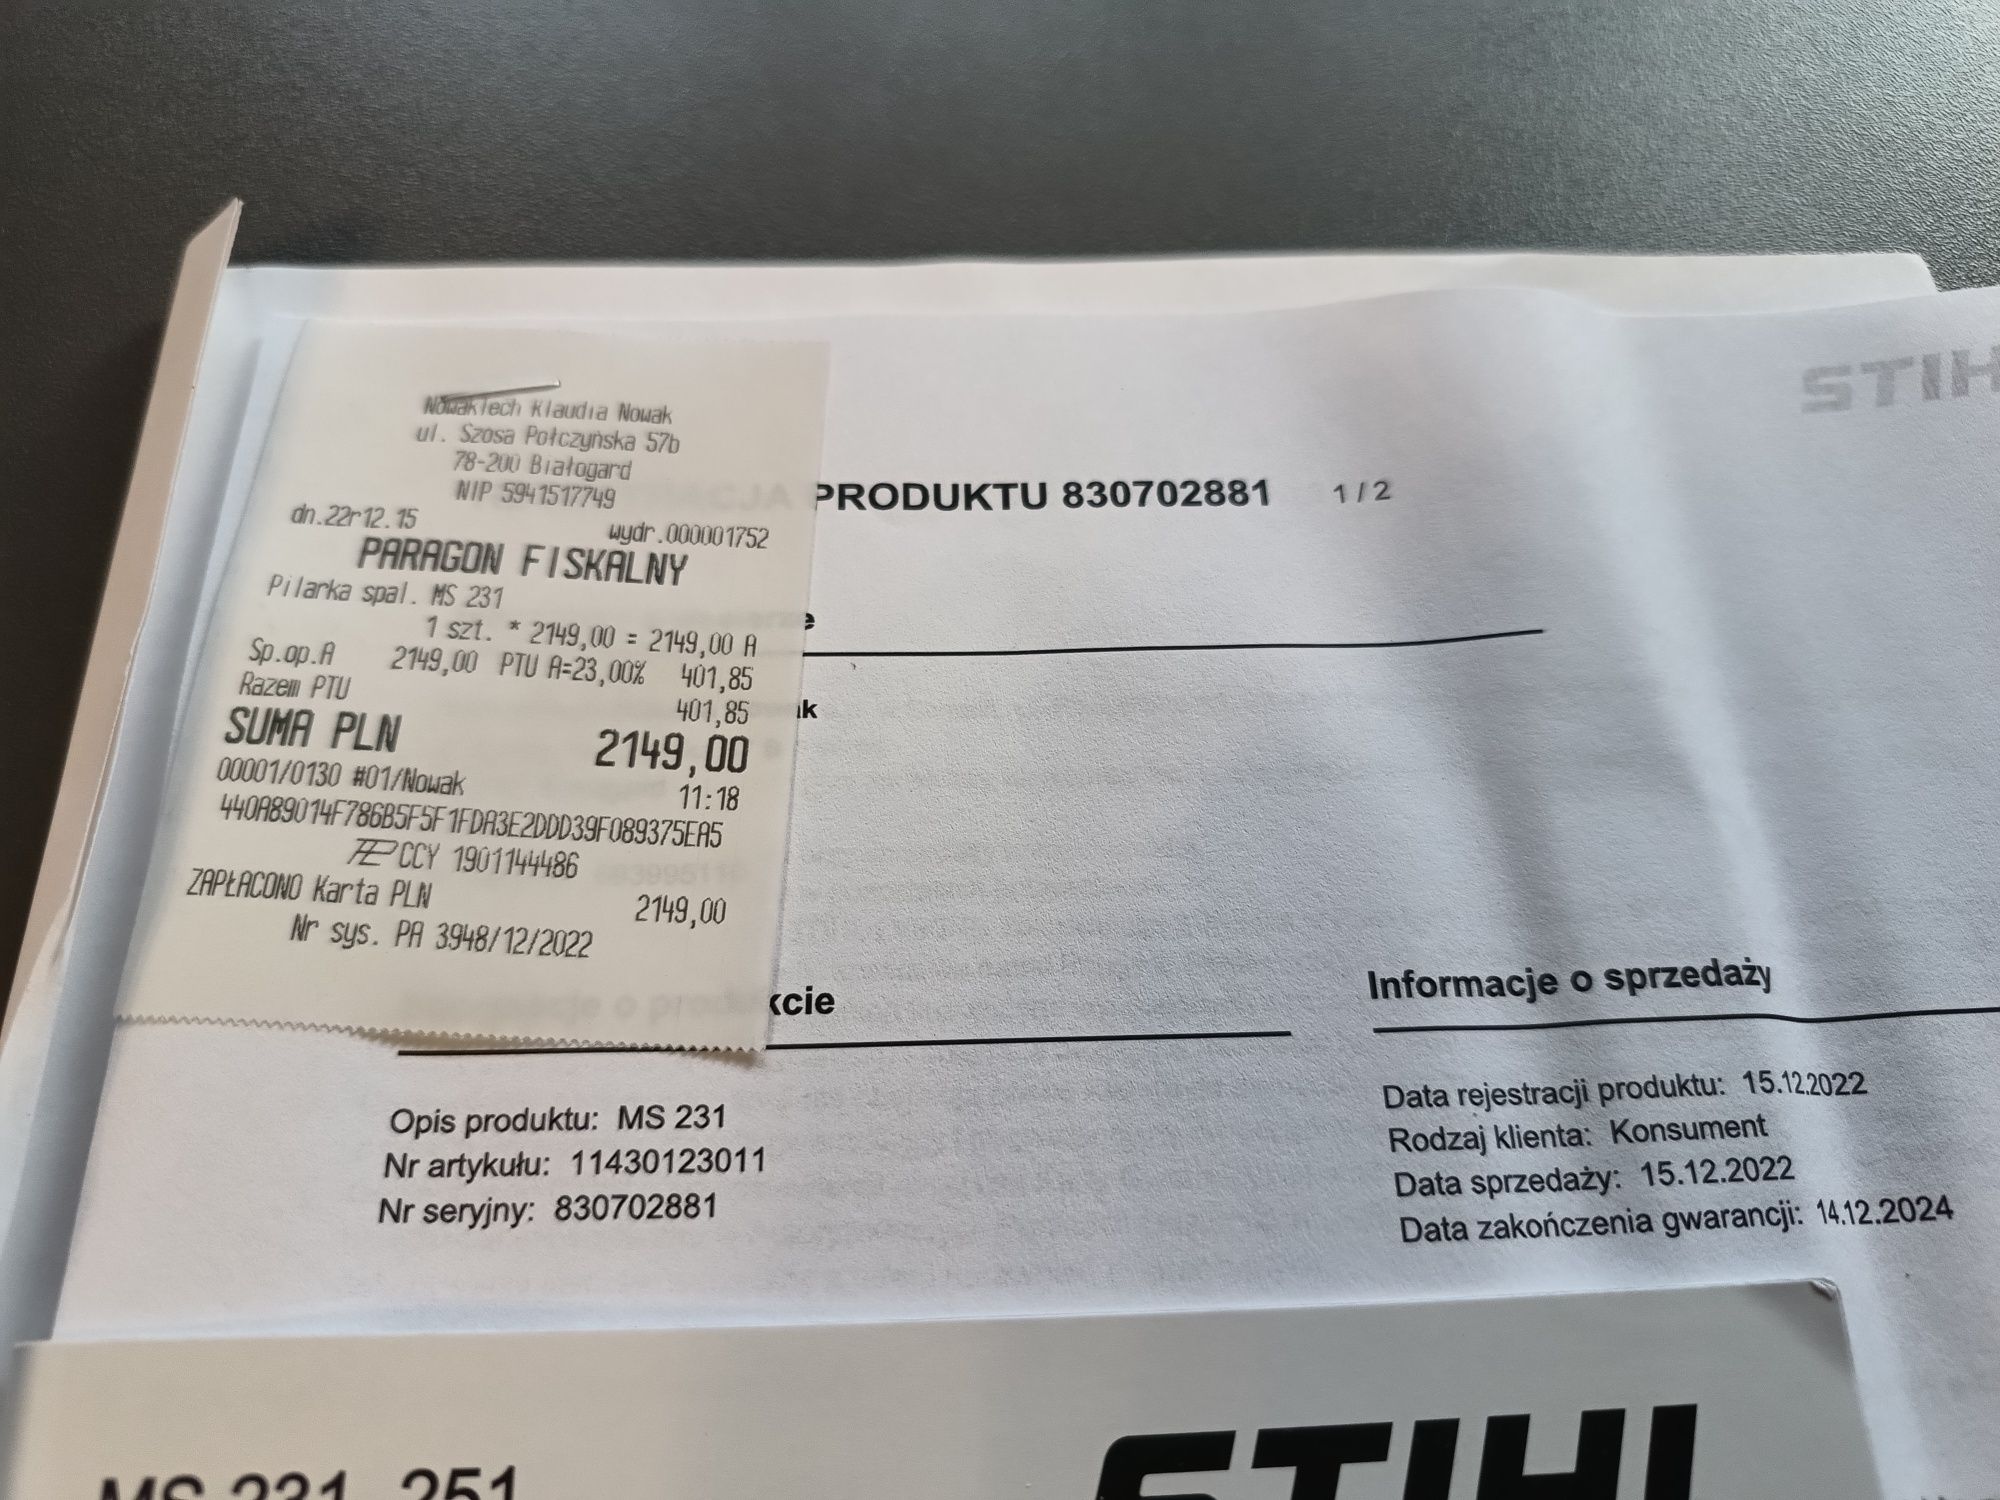 NowakTech Klaudia Nowak
ul. Szosa Połczyńska 57b
78-200 Białogard
NIP 5941517749
dn.22r12.15 wydr.000001752
PARAGON FISKALNY
Pilarka spal. MS 231
1 szt. * 2149,00 = 2149,00 A
Sp.op.A 2149,00 PTU A=23,00% 401,85
Razem PTU 401,85
SUMA PLN 2149,00
00001/0130 #01/Nowak 11:18
440A89014F786B5F5F1FDA3E2DDD39F089375EA5
CCY 1901144486
ZAPŁACONO Karta PLN 2149,00
Nr sys. PA 3948/12/2022
STIH
PRODUKTU 830702881 1 / 2
e
ak
kcie
Opis produktu: MS 231
Nr artykułu: 11430123011
Nr seryjny: 830702881
Informacje o sprzedaży
Data rejestracji produktu: 15.12.2022
Rodzaj klienta: Konsument
Data sprzedaży: 15.12.2022
Data zakończenia gwarancji: 14.12.2024
STIHL
MS 231, 251